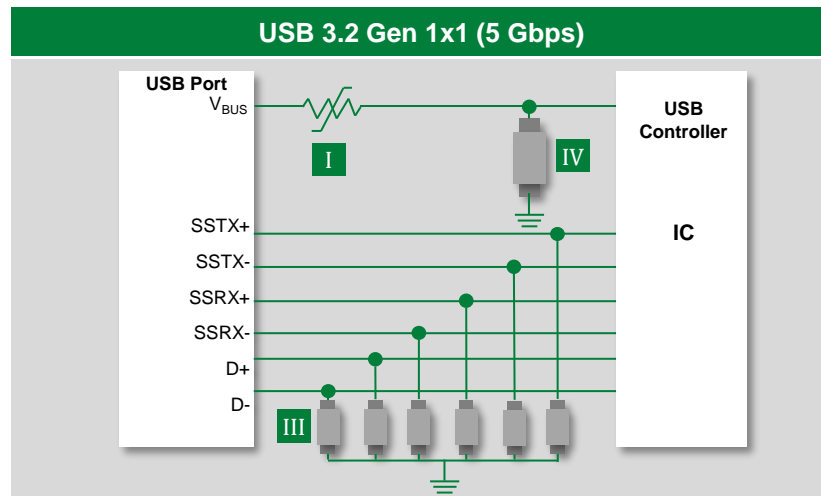 USB 3.2 Gen 1x1 (5 Gbps)
USB Port
VBUS
I
IV
USB
Controller
IC
SSTX+
SSTX-
SSRX+
SSRX-
D+
D-
III